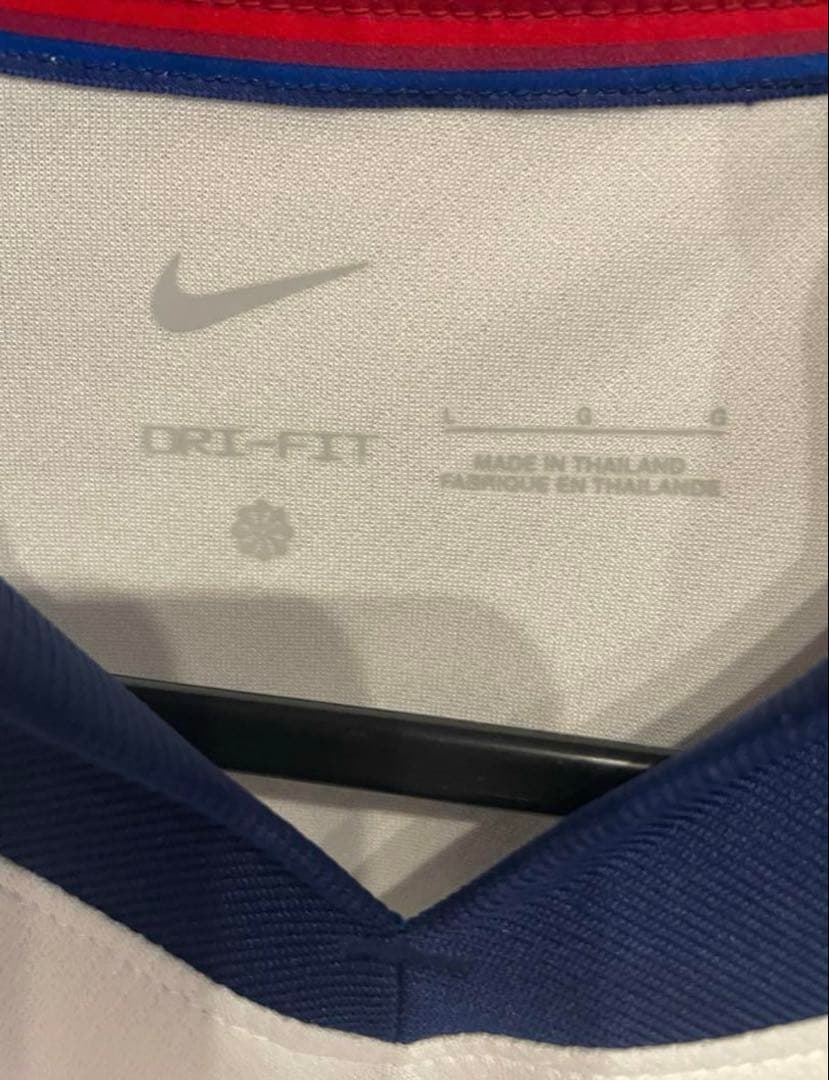 DRI-FIT
L G G
MADE IN THAILAND
FABRIQUE EN THAILANDE